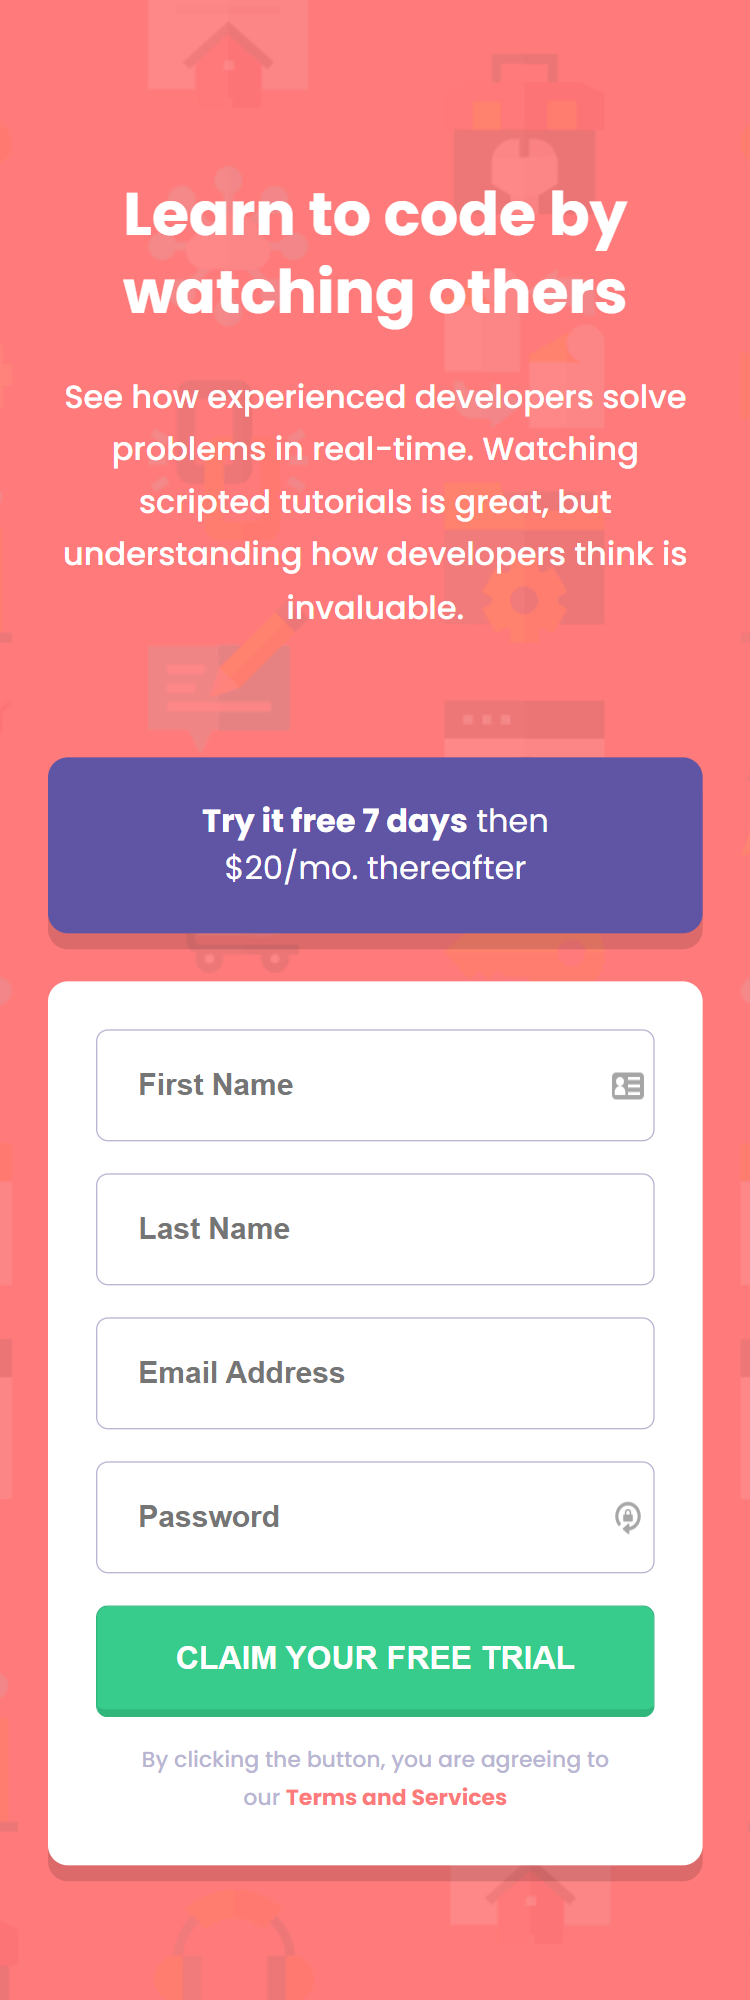 Learn to code by
watching others
See how experienced developers solve
problems in real-time. Watching
scripted tutorials is great, but
understanding how developers think is
invaluable.
Try it free 7 days then
$20/mo. thereafter
First Name
Last Name
Email Address
Password
CLAIM YOUR FREE TRIAL
By clicking the button, you are agreeing to
our Terms and Services